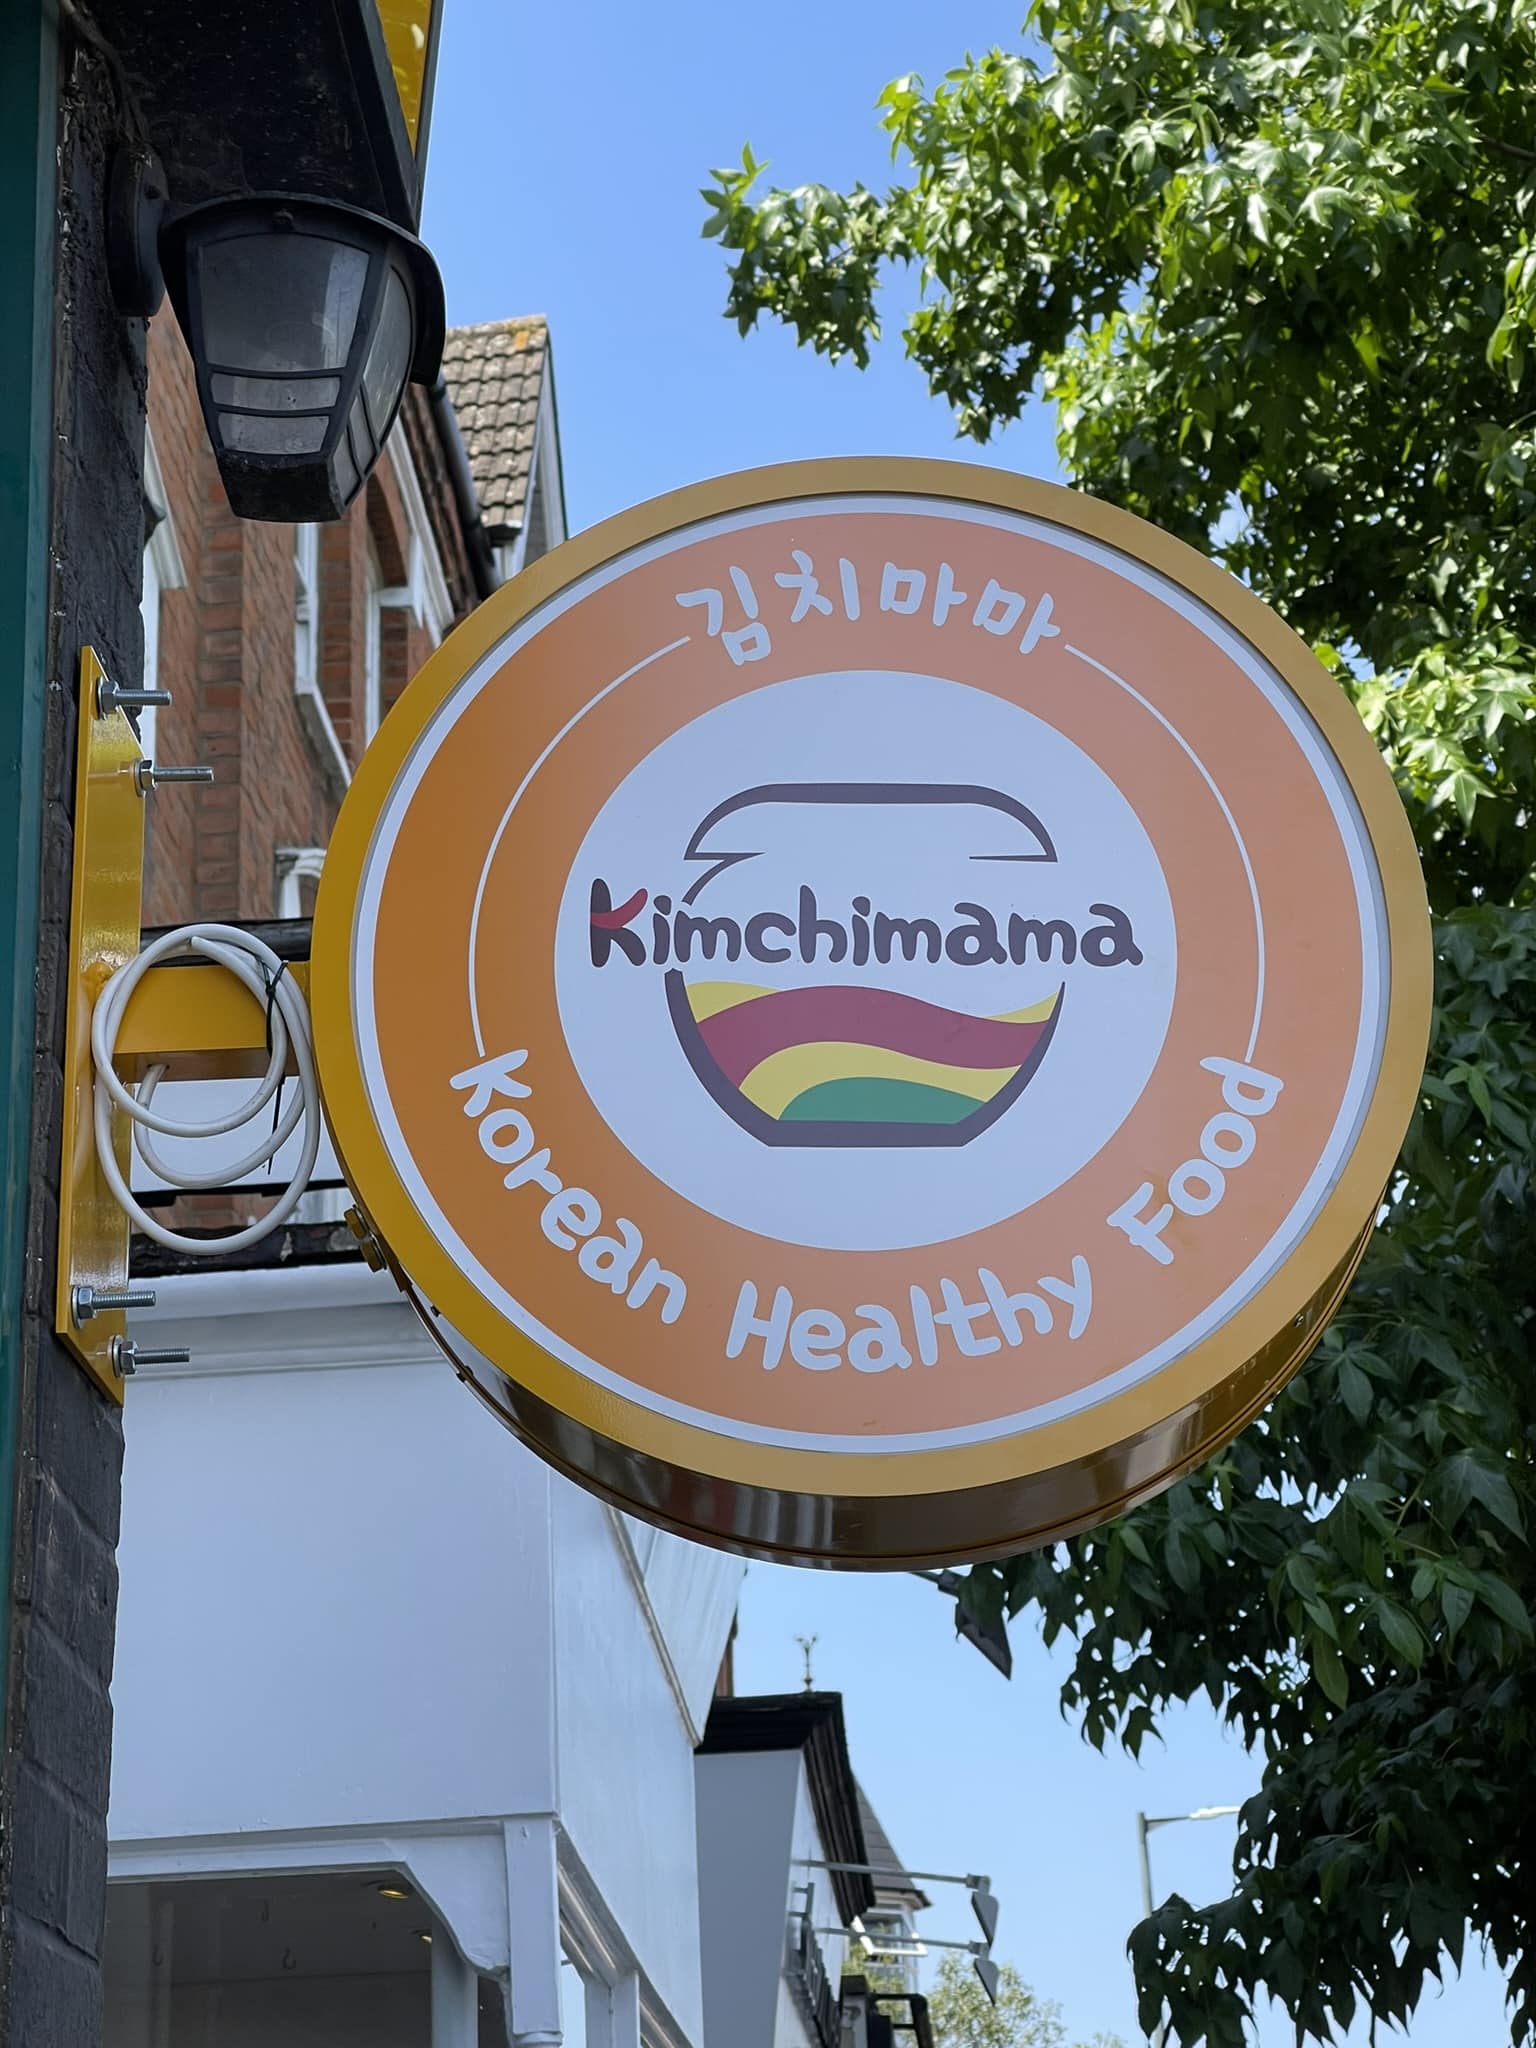 김치마마
Kimchimama
Korean Healthy Food